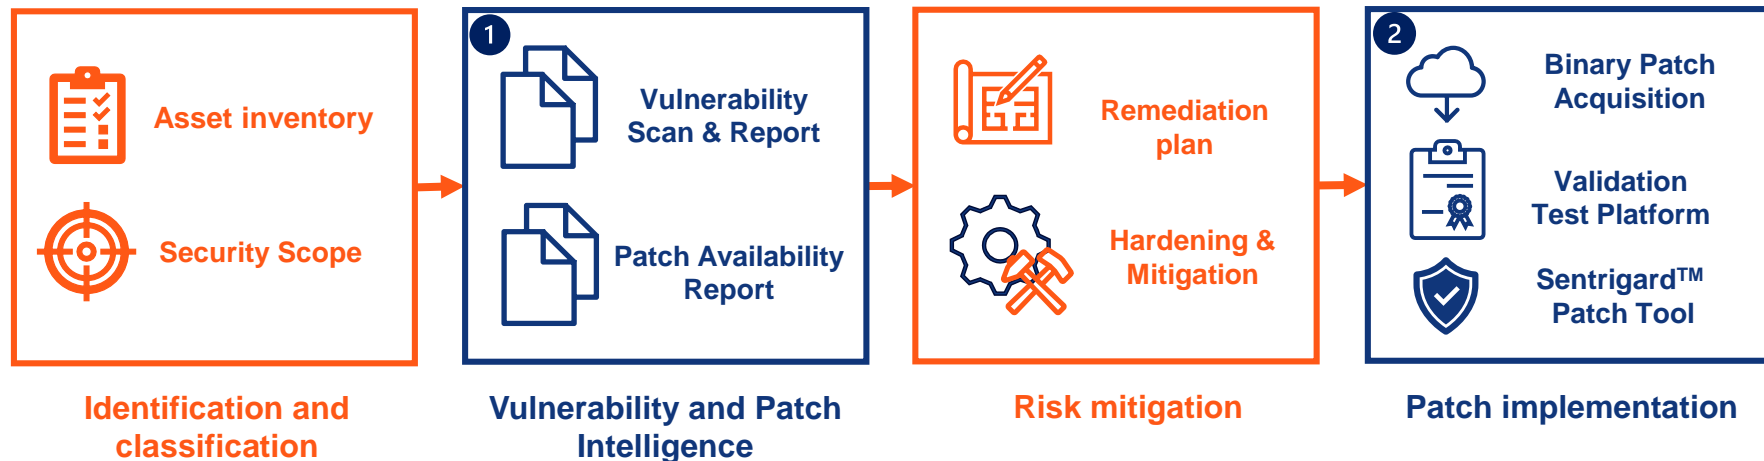 Asset inventory
Security Scope
Identification and
classification
1
Vulnerability
Scan & Report
Patch Availability
Report
Vulnerability and Patch
Intelligence
Remediation
plan
Hardening &
Mitigation
Risk mitigation
2
Binary Patch
Acquisition
Validation
Test Platform
Sentrigard™
Patch Tool
Patch implementation